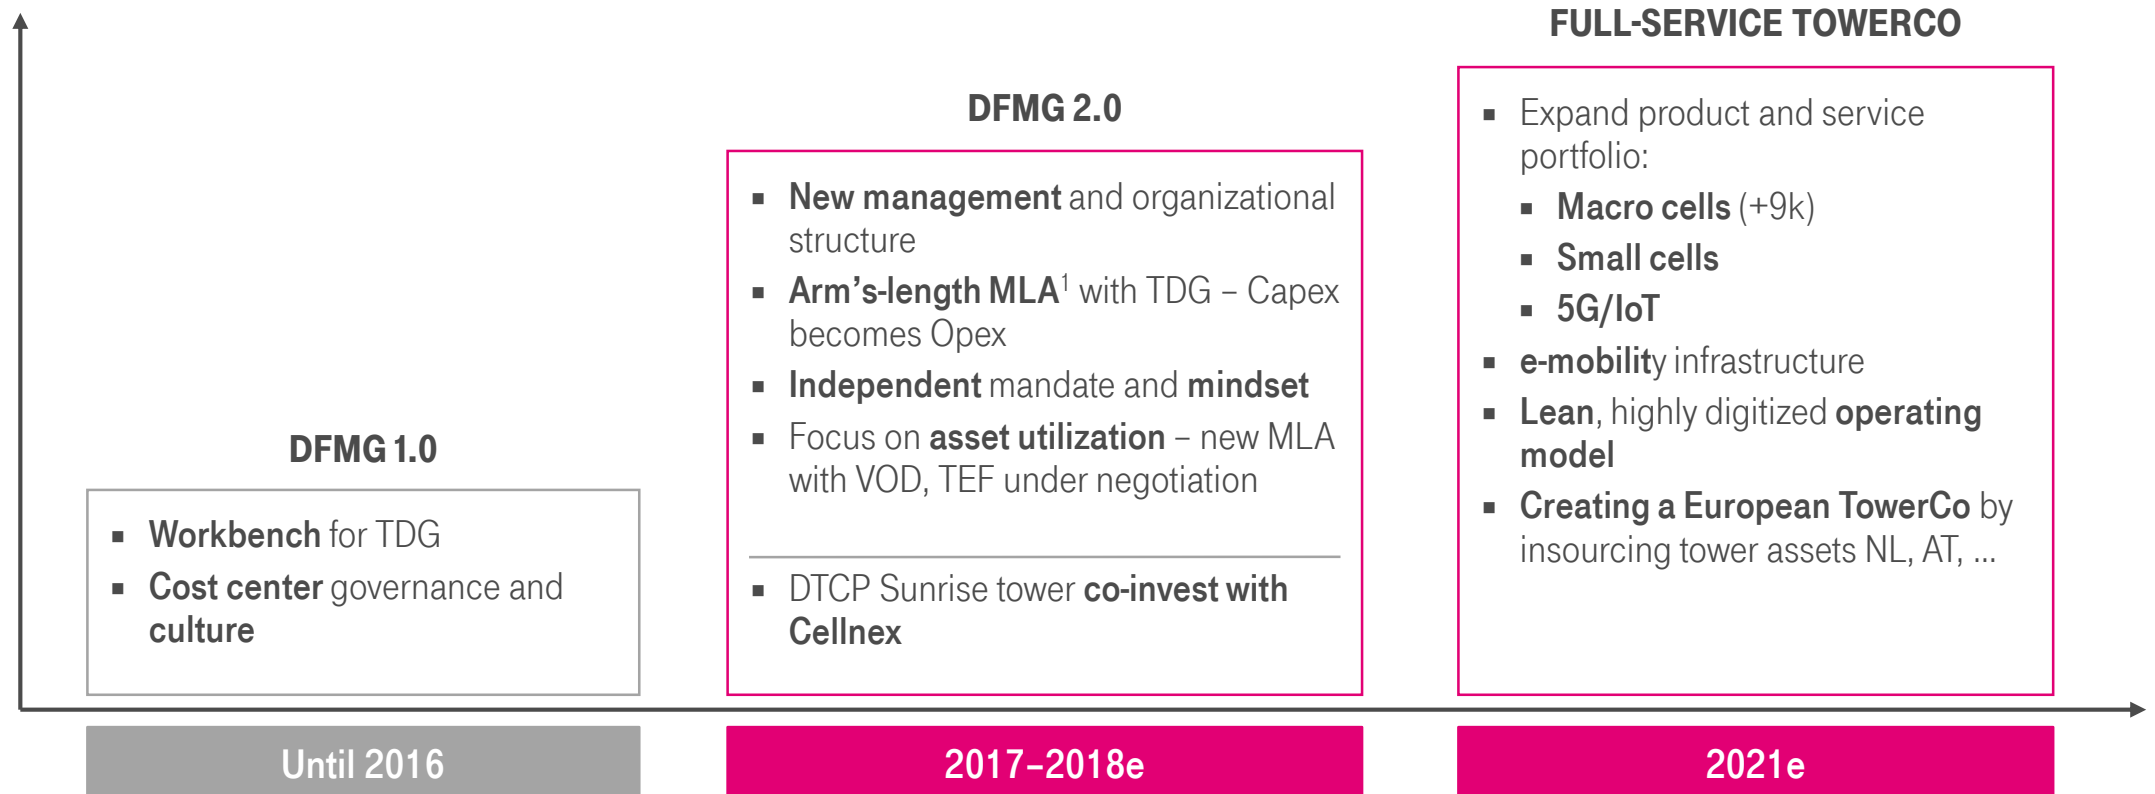 DFMG 1.0
▪ Workbench for TDG
▪ Cost center governance and
culture
Until 2016
DFMG 2.0
▪ New management and organizational
structure
▪ Arm’s-length MLA¹ with TDG – Capex
becomes Opex
▪ Independent mandate and mindset
▪ Focus on asset utilization – new MLA
with VOD, TEF under negotiation
▪ DTCP Sunrise tower co-invest with
Cellnex
2017–2018e
FULL-SERVICE TOWERCO
▪ Expand product and service
portfolio:
▪ Macro cells (+9k)
▪ Small cells
▪ 5G/IoT
▪ e-mobility infrastructure
▪ Lean, highly digitized operating
model
▪ Creating a European TowerCo by
insourcing tower assets NL, AT, ...
2021e